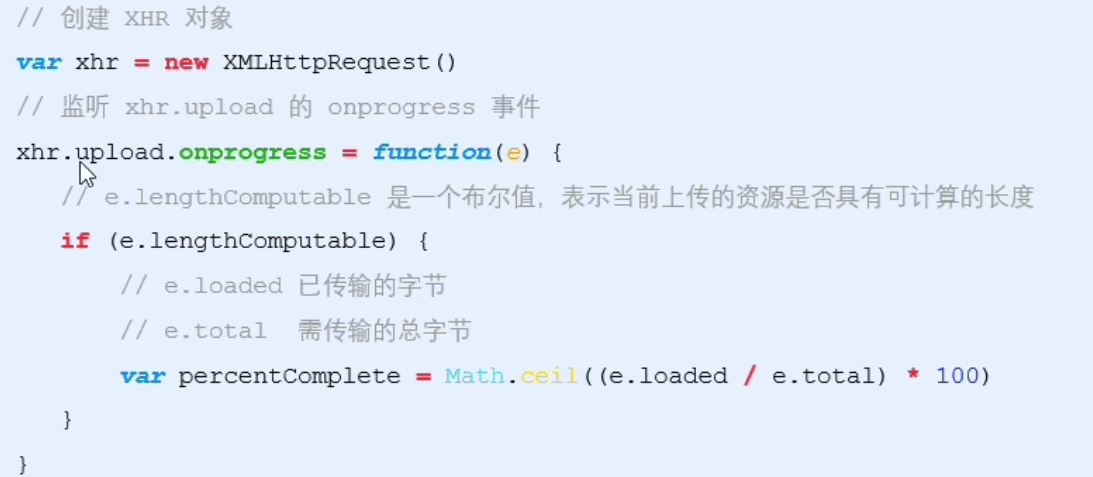 // 创建 XHR 对象
var xhr = new XMLHttpRequest()
// 监听 xhr.upload 的 onprogress 事件
xhr.upload.onprogress = function(e) {
// e.lengthComputable 是一个布尔值，表示当前上传的资源是否具有可计算的长度
if (e.lengthComputable) {
// e.loaded 已传输的字节
// e.total  需传输的总字节
var percentComplete = Math.ceil((e.loaded / e.total) * 100)
}
}